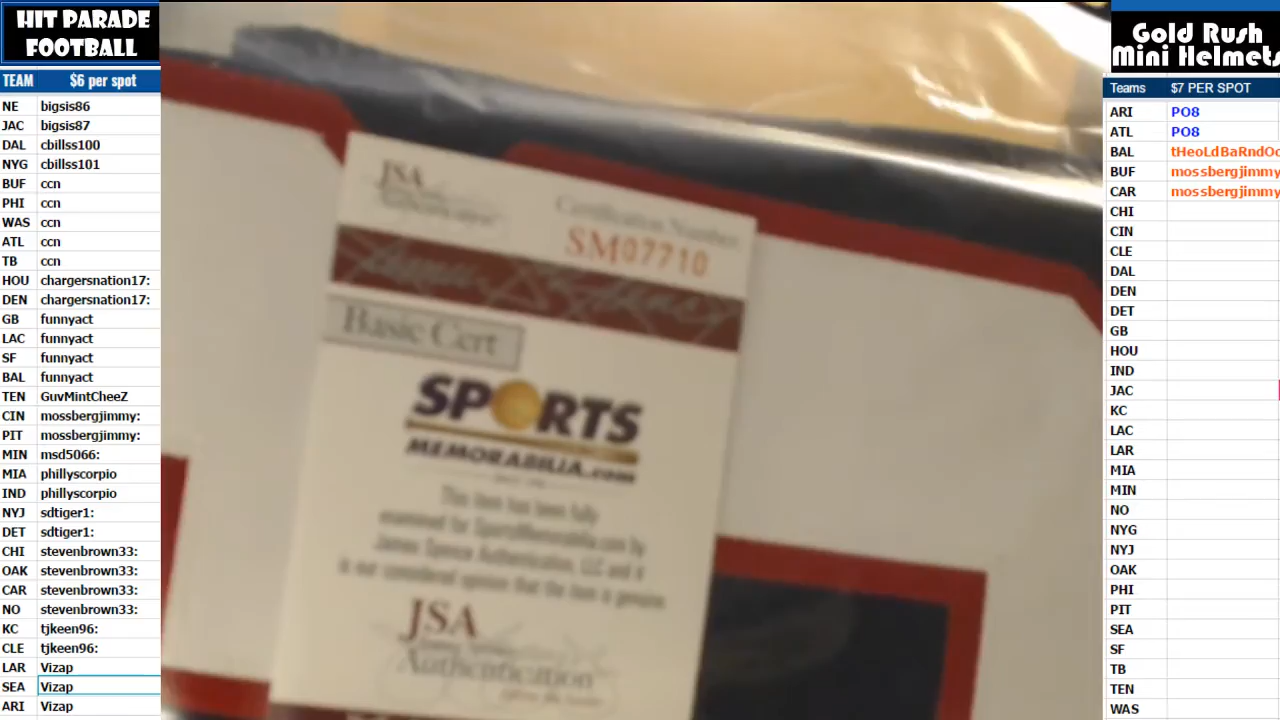 HIT PARADE
FOOTBALL
TEAM $6 per spot
NE bigsis86
JAC bigsis87
DAL cbillss100
NYG cbillss101
BUF ccn
PHI ccn
WAS ccn
ATL ccn
TB ccn
HOU chargersnation17:
DEN chargersnation17:
GB funnyact
LAC funnyact
SF funnyact
BAL funnyact
TEN GuvMintCheeZ
CIN mossbergjimmy:
PIT mossbergjimmy:
MIN msd5066:
MIA phillyscorpio
IND phillyscorpio
NYJ sdtiger1:
DET sdtiger1:
CHI stevenbrown33:
OAK stevenbrown33:
CAR stevenbrown33:
NO stevenbrown33:
KC tjkeen96:
CLE tjkeen96:
LAR Vizap
SEA Vizap
ARI Vizap
JSA
Certification Number
SM07710
Basic Cert
SPORTS
MEMORABILIA.com
This item has been fully
examined for SportsMemorabilia.com by
James Spence Authentication, LLC and it
is our considered opinion that the item is genuine
JSA
Authentication
Gold Rush
Mini Helmets
Teams $7 PER SPOT
ARI PO8
ATL PO8
BAL tHeoLdBaRndOo
BUF mossbergjimmy
CAR mossbergjimmy
CHI
CIN
CLE
DAL
DEN
DET
GB
HOU
IND
JAC
KC
LAC
LAR
MIA
MIN
NO
NYG
NYJ
OAK
PHI
PIT
SEA
SF
TB
TEN
WAS